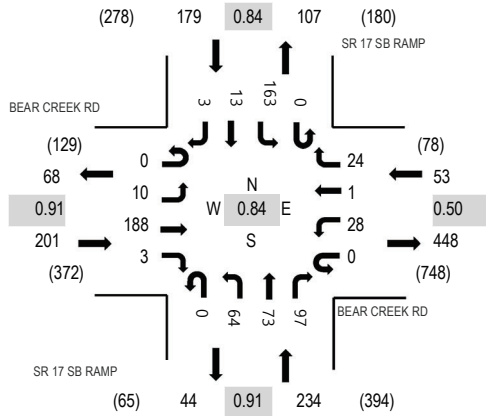 (278) 179 0.84 107 (180)
SR 17 SB RAMP
3 13 163 0
BEAR CREEK RD
(129) (78)
0 24
68 53
10 N 1
0.91 W 0.84 E 0.50
188 S 28
201 448
3 0
(372) (748)
0 64 73 97
BEAR CREEK RD
SR 17 SB RAMP
(65) 44 0.91 234 (394)